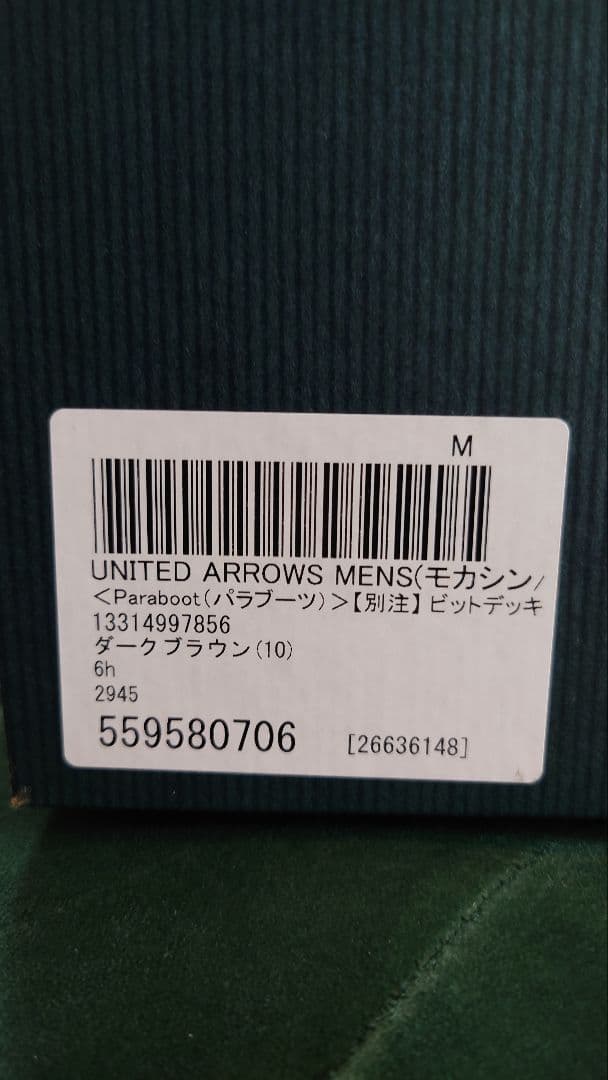 M
UNITED ARROWS MENS(モカシン/
＜Paraboot(パラブーツ)＞【別注】ビットデッキ
13314997856
ダークブラウン(10)
6h
2945
559580706 [26636148]